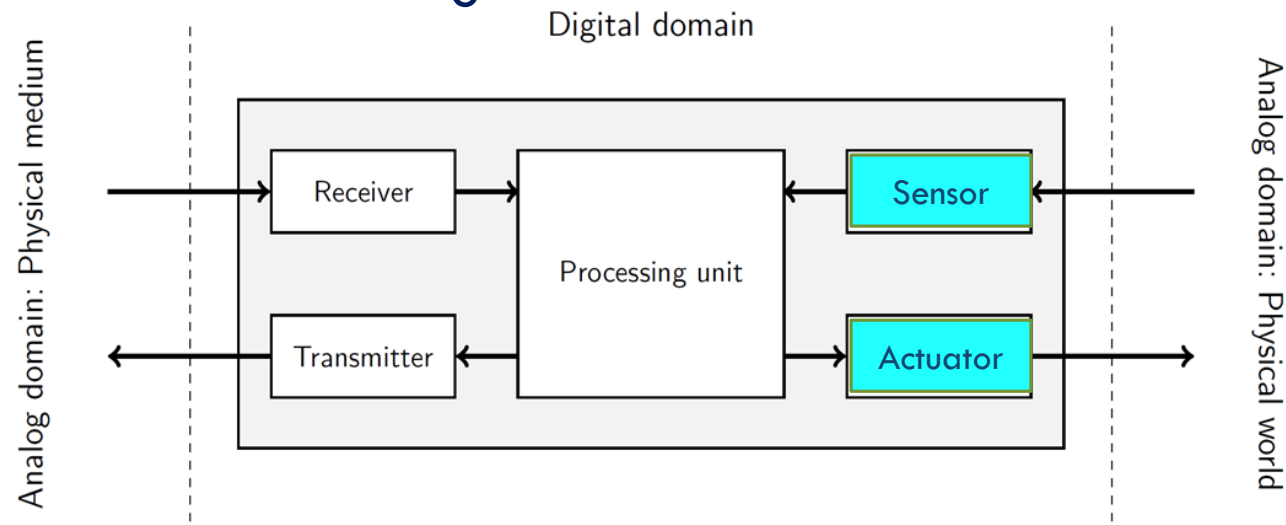 Digital domain
Analog domain: Physical medium
Receiver
Sensor
Processing unit
Transmitter
Actuator
Analog domain: Physical world